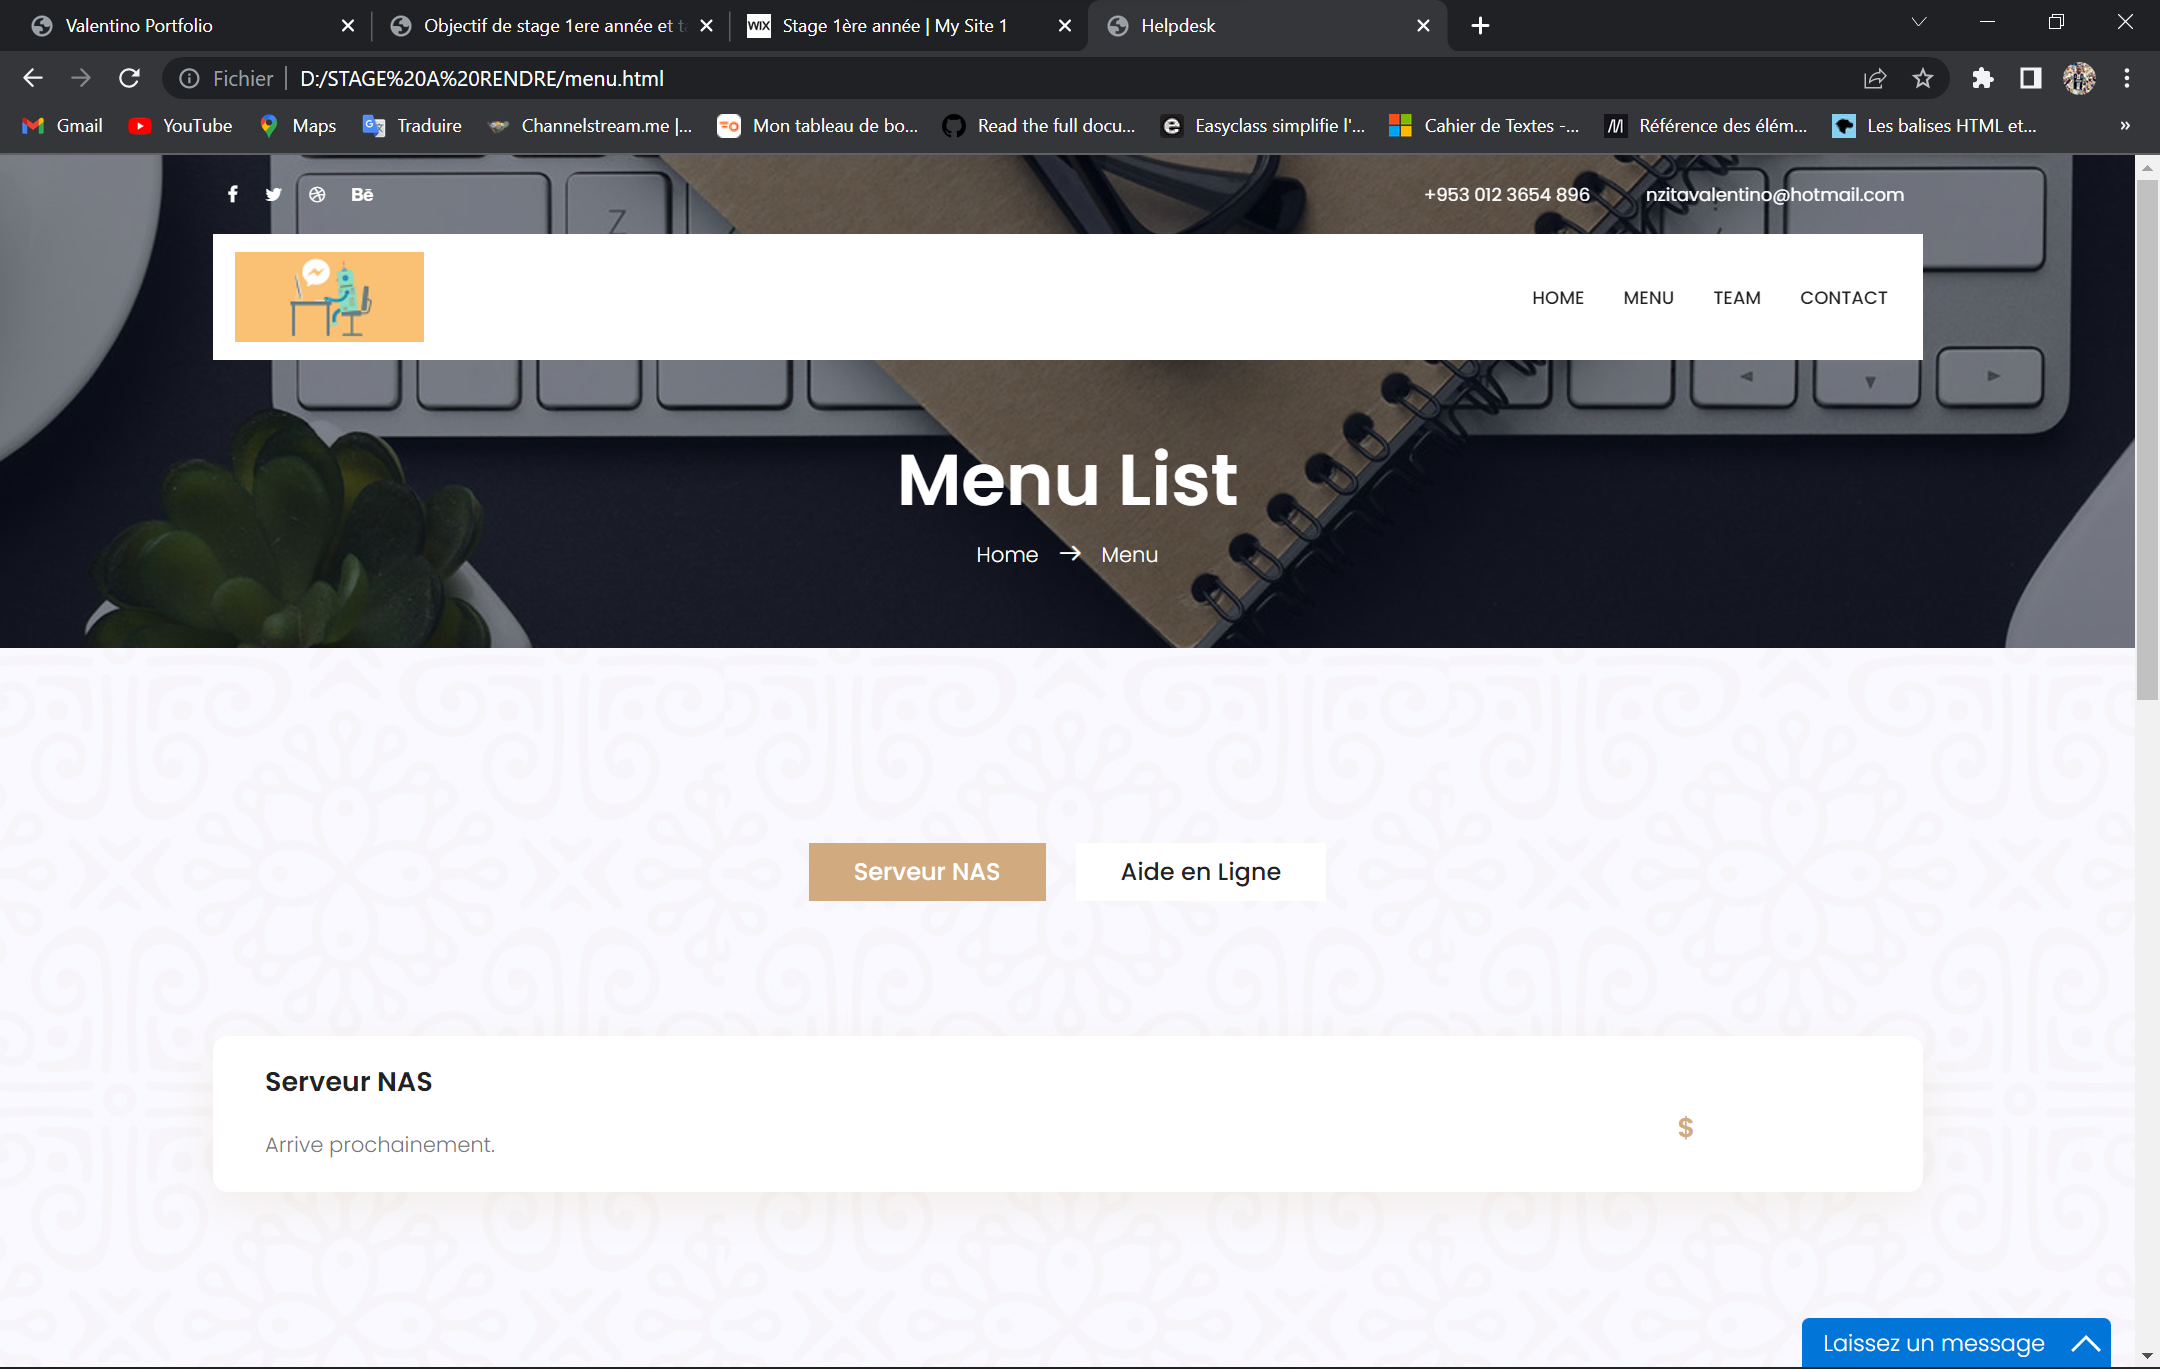 Valentino Portfolio
Objectif de stage 1ere année et t
WIX Stage 1ère année | My Site 1
Helpdesk
Fichier | D:/STAGE%20A%20RENDRE/menu.html
Gmail YouTube Maps Traduire Channelstream.me |... Mon tableau de bo... Read the full docu... Easyclass simplifie l'... Cahier de Textes -... Référence des élém... Les balises HTML et... »
Bē +953 012 3654 896 nzitavalentino@hotmail.com
HOME MENU TEAM CONTACT
Menu List
Home → Menu
Serveur NAS Aide en Ligne
Serveur NAS
$
Arrive prochainement.
Laissez un message